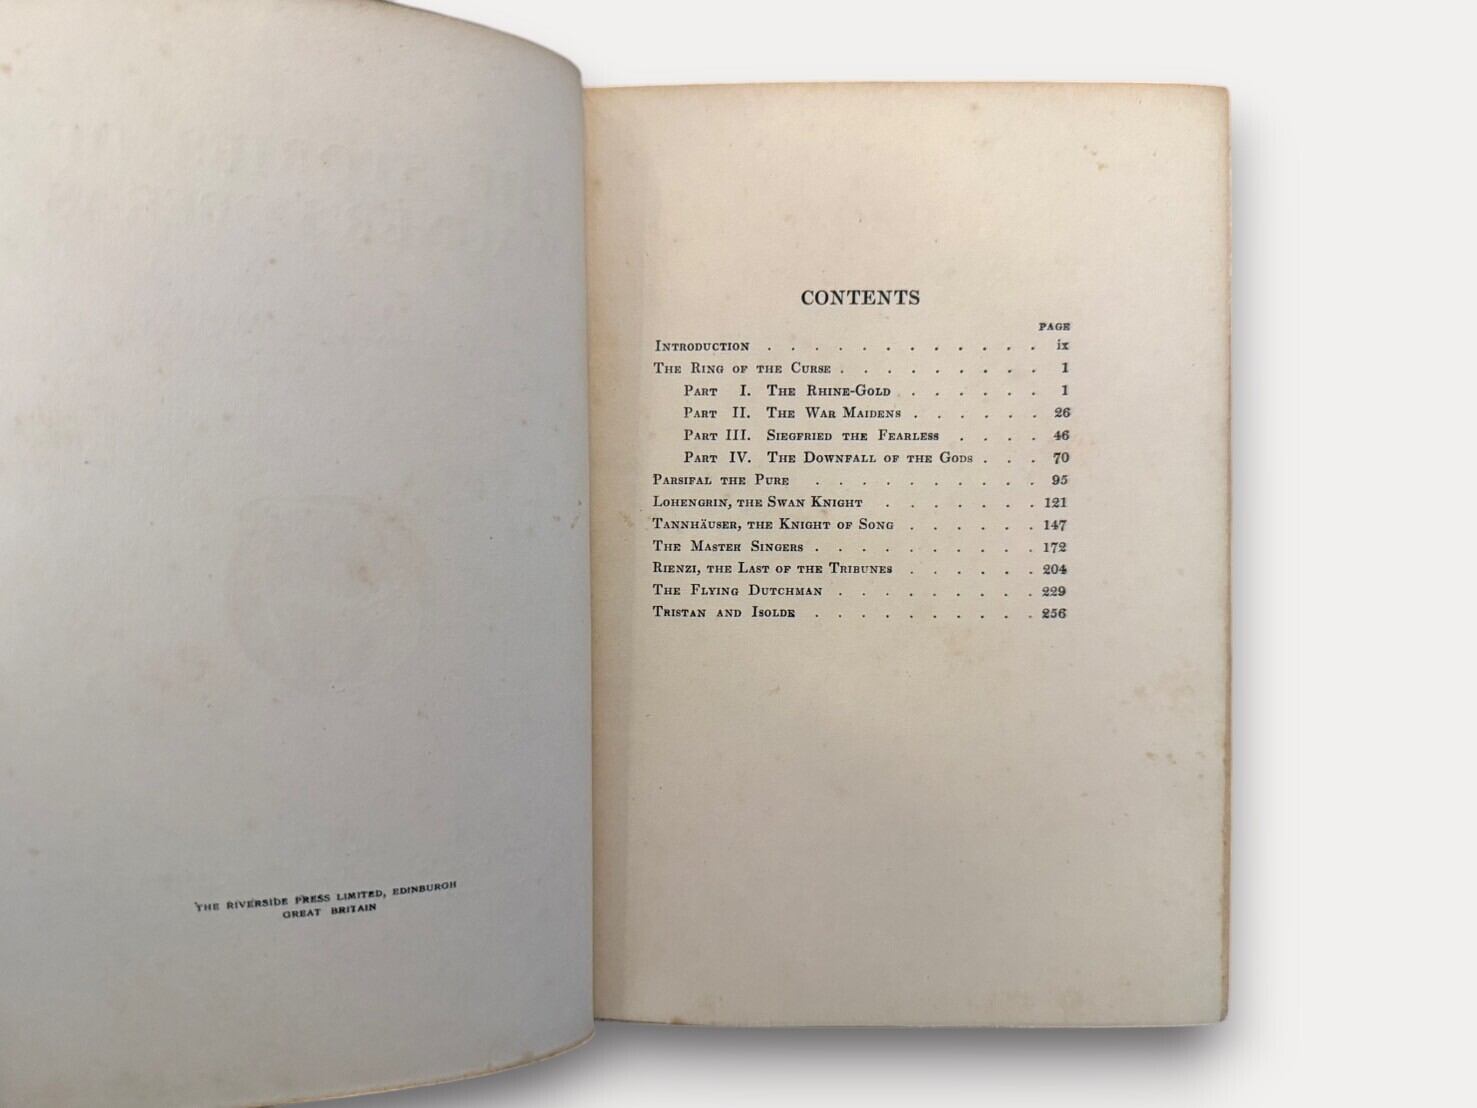 THE RIVERSIDE PRESS LIMITED, EDINBURGH
GREAT BRITAIN
CONTENTS
PAGE
INTRODUCTION . . . . . . . . . . . . ix
THE RING OF THE CURSE . . . . . . . . . 1
PART I. THE RHINE-GOLD . . . . . . 1
PART II. THE WAR MAIDENS . . . . . . 26
PART III. SIEGFRIED THE FEARLESS . . . . 46
PART IV. THE DOWNFALL OF THE GODS . . . 70
PARSIFAL THE PURE . . . . . . . . . . 95
LOHENGRIN, THE SWAN KNIGHT . . . . . . . 121
TANNHÄUSER, THE KNIGHT OF SONG . . . . . . 147
THE MASTER SINGERS . . . . . . . . . . 172
RIENZI, THE LAST OF THE TRIBUNES . . . . . . 204
THE FLYING DUTCHMAN . . . . . . . . . 229
TRISTAN AND ISOLDE . . . . . . . . . . 256